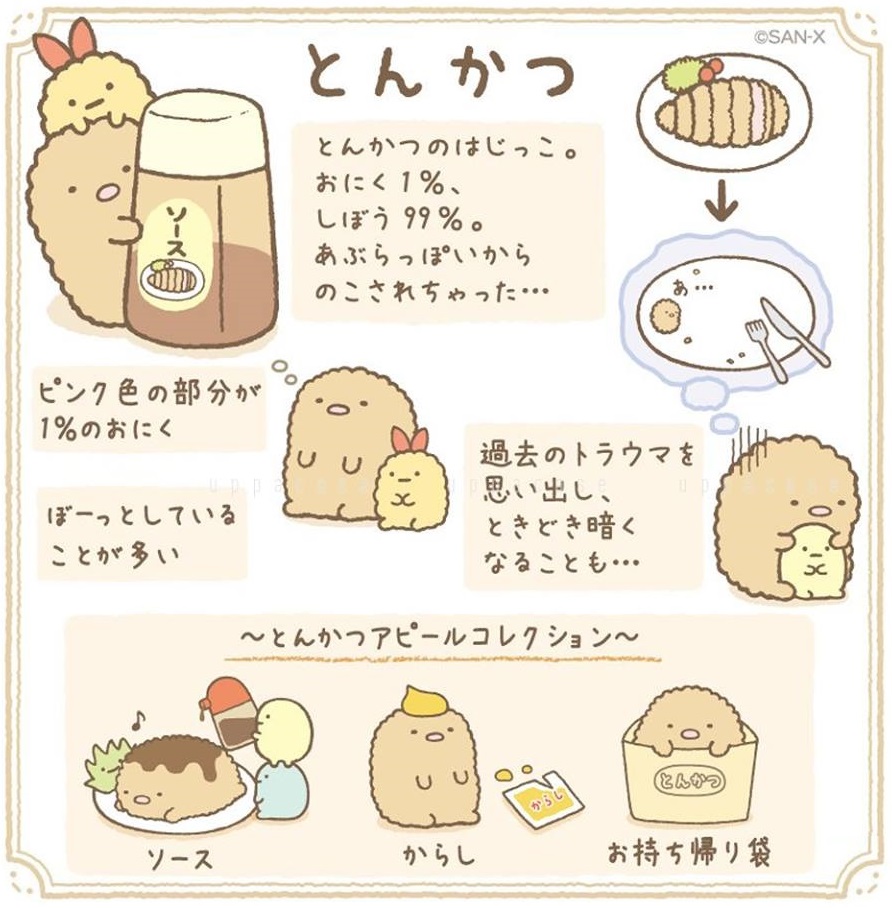 ©SAN-X
とんかつ
とんかつのはじっこ。
おにく1%、
しぼう99%。
あぶらっぽいから
のこされちゃった…
ソース
あ…
ピンク色の部分が
1%のおにく
過去のトラウマを
思い出し、
ときどき暗く
なることも…
ぼーっとしている
ことが多い
～とんかつアピールコレクション～
からし
とんかつ
ソース
からし
お持ち帰り袋